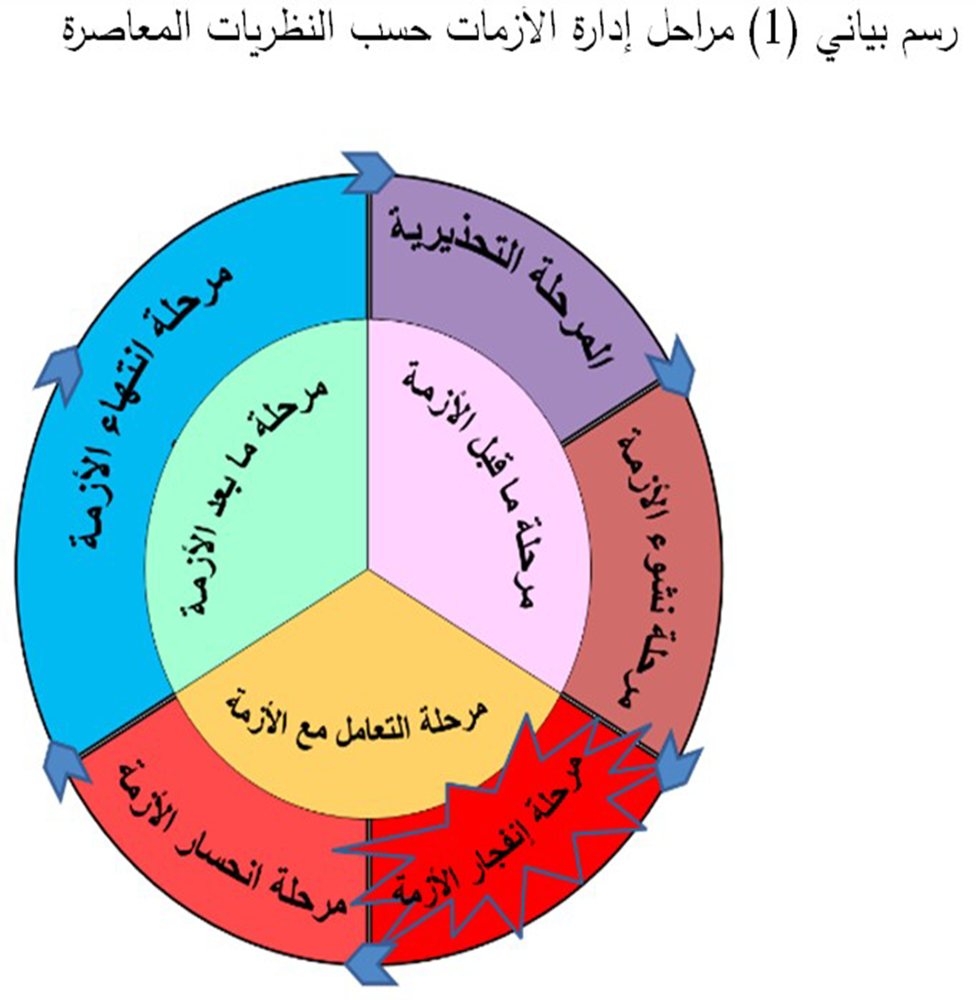 رسم بياني (1) مراحل إدارة الأزمات حسب النظريات المعاصرة
المرحلة التحذيرية
مرحلة نشوء الأزمة
مرحلة إنفجار الأزمة
مرحلة انحسار الأزمة
مرحلة انتهاء الأزمة
مرحلة ما قبل الأزمة
مرحلة التعامل مع الأزمة
مرحلة ما بعد الأزمة